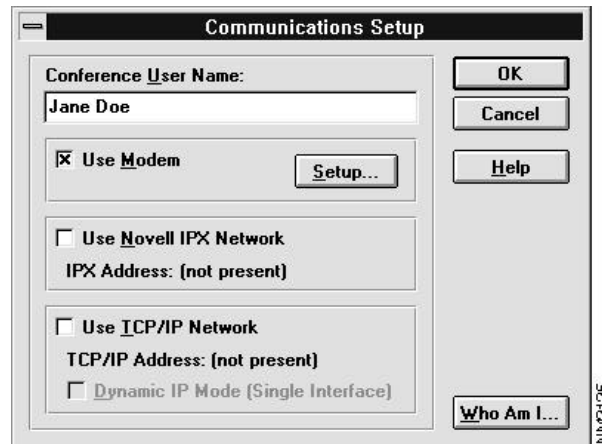 Communications Setup
Conference User Name:
Jane Doe
OK
Cancel
Use Modem
Setup...
Help
Use Novell IPX Network
IPX Address: (not present)
Use TCP/IP Network
TCP/IP Address: (not present)
Dynamic IP Mode (Single Interface)
Who Am I...